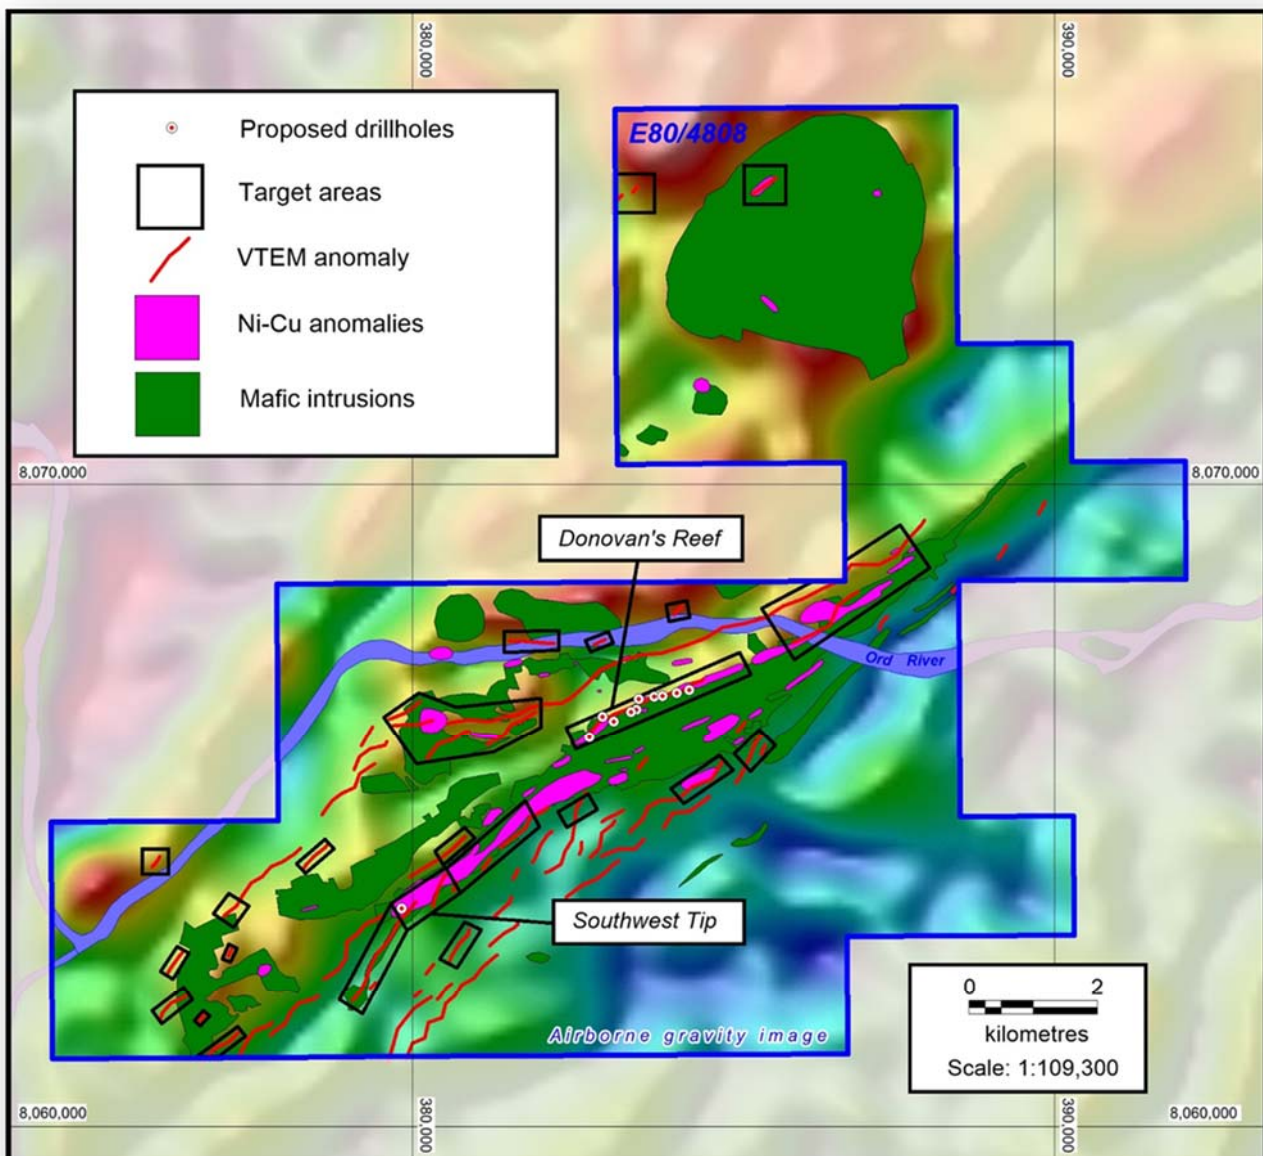 380,000
390,000
Proposed drillholes
Target areas
VTEM anomaly
Ni-Cu anomalies
Mafic intrusions
E80/4808
8,070,000
8,070,000
Donovan's Reef
Ord River
Southwest Tip
Airborne gravity image
0 2
kilometres
Scale: 1:109,300
8,060,000
380,000
390,000
8,060,000